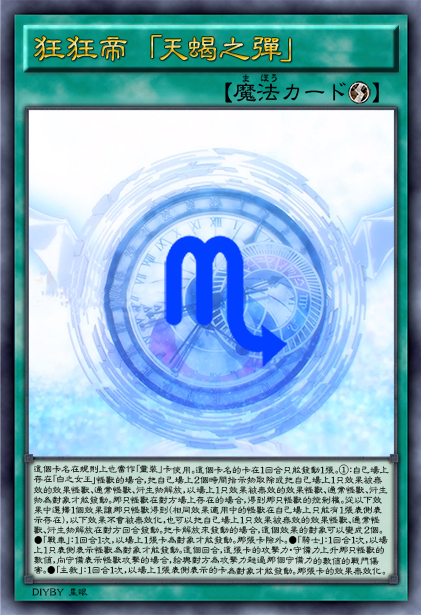 狂狂帝「天蝎之彈」
【魔法カード】
まほう
這個卡名在規則上也當作「靈裝」卡使用。這個卡名的卡在1回合只能發動1張。①:自己場上
存在「白之女王」怪獸的場合,把自己場上2個時間指示物取除或把自己場上1只效果被無
效的效果怪獸、通常怪獸、衍生物解放,以場上1只效果被無效的效果怪獸、通常怪獸、衍生
物為對象才能發動。那只怪獸在對方場上存在的場合,得到那只怪獸的控制權。從以下效
果中選擇1個效果讓那只怪獸得到(相同效果適用中的怪獸在自己場上只能有1張表側表
示存在),以下效果不會被無效化,也可以把自己場上1只效果被無效的效果怪獸、通常怪
獸、衍生物解放在對方回合發動。把卡解放來發動的場合,這個效果的對象可以變成2個。
●「戰車」:1回合1次,以場上1張卡為對象才能發動。那張卡除外。●「騎士」:1回合1次,以場
上1只表側表示怪獸為對象才能發動。這個回合,這張卡的攻擊力·守備力上升那只怪獸的
數值,向守備表示怪獸攻擊的場合,給與對方為攻擊力超過那個守備力的數值的戰鬥傷
害。●「主教」:1回合1次,以場上1張表側表示的卡為對象才能發動。那張卡的效果無效化。
DIYBY 星眠